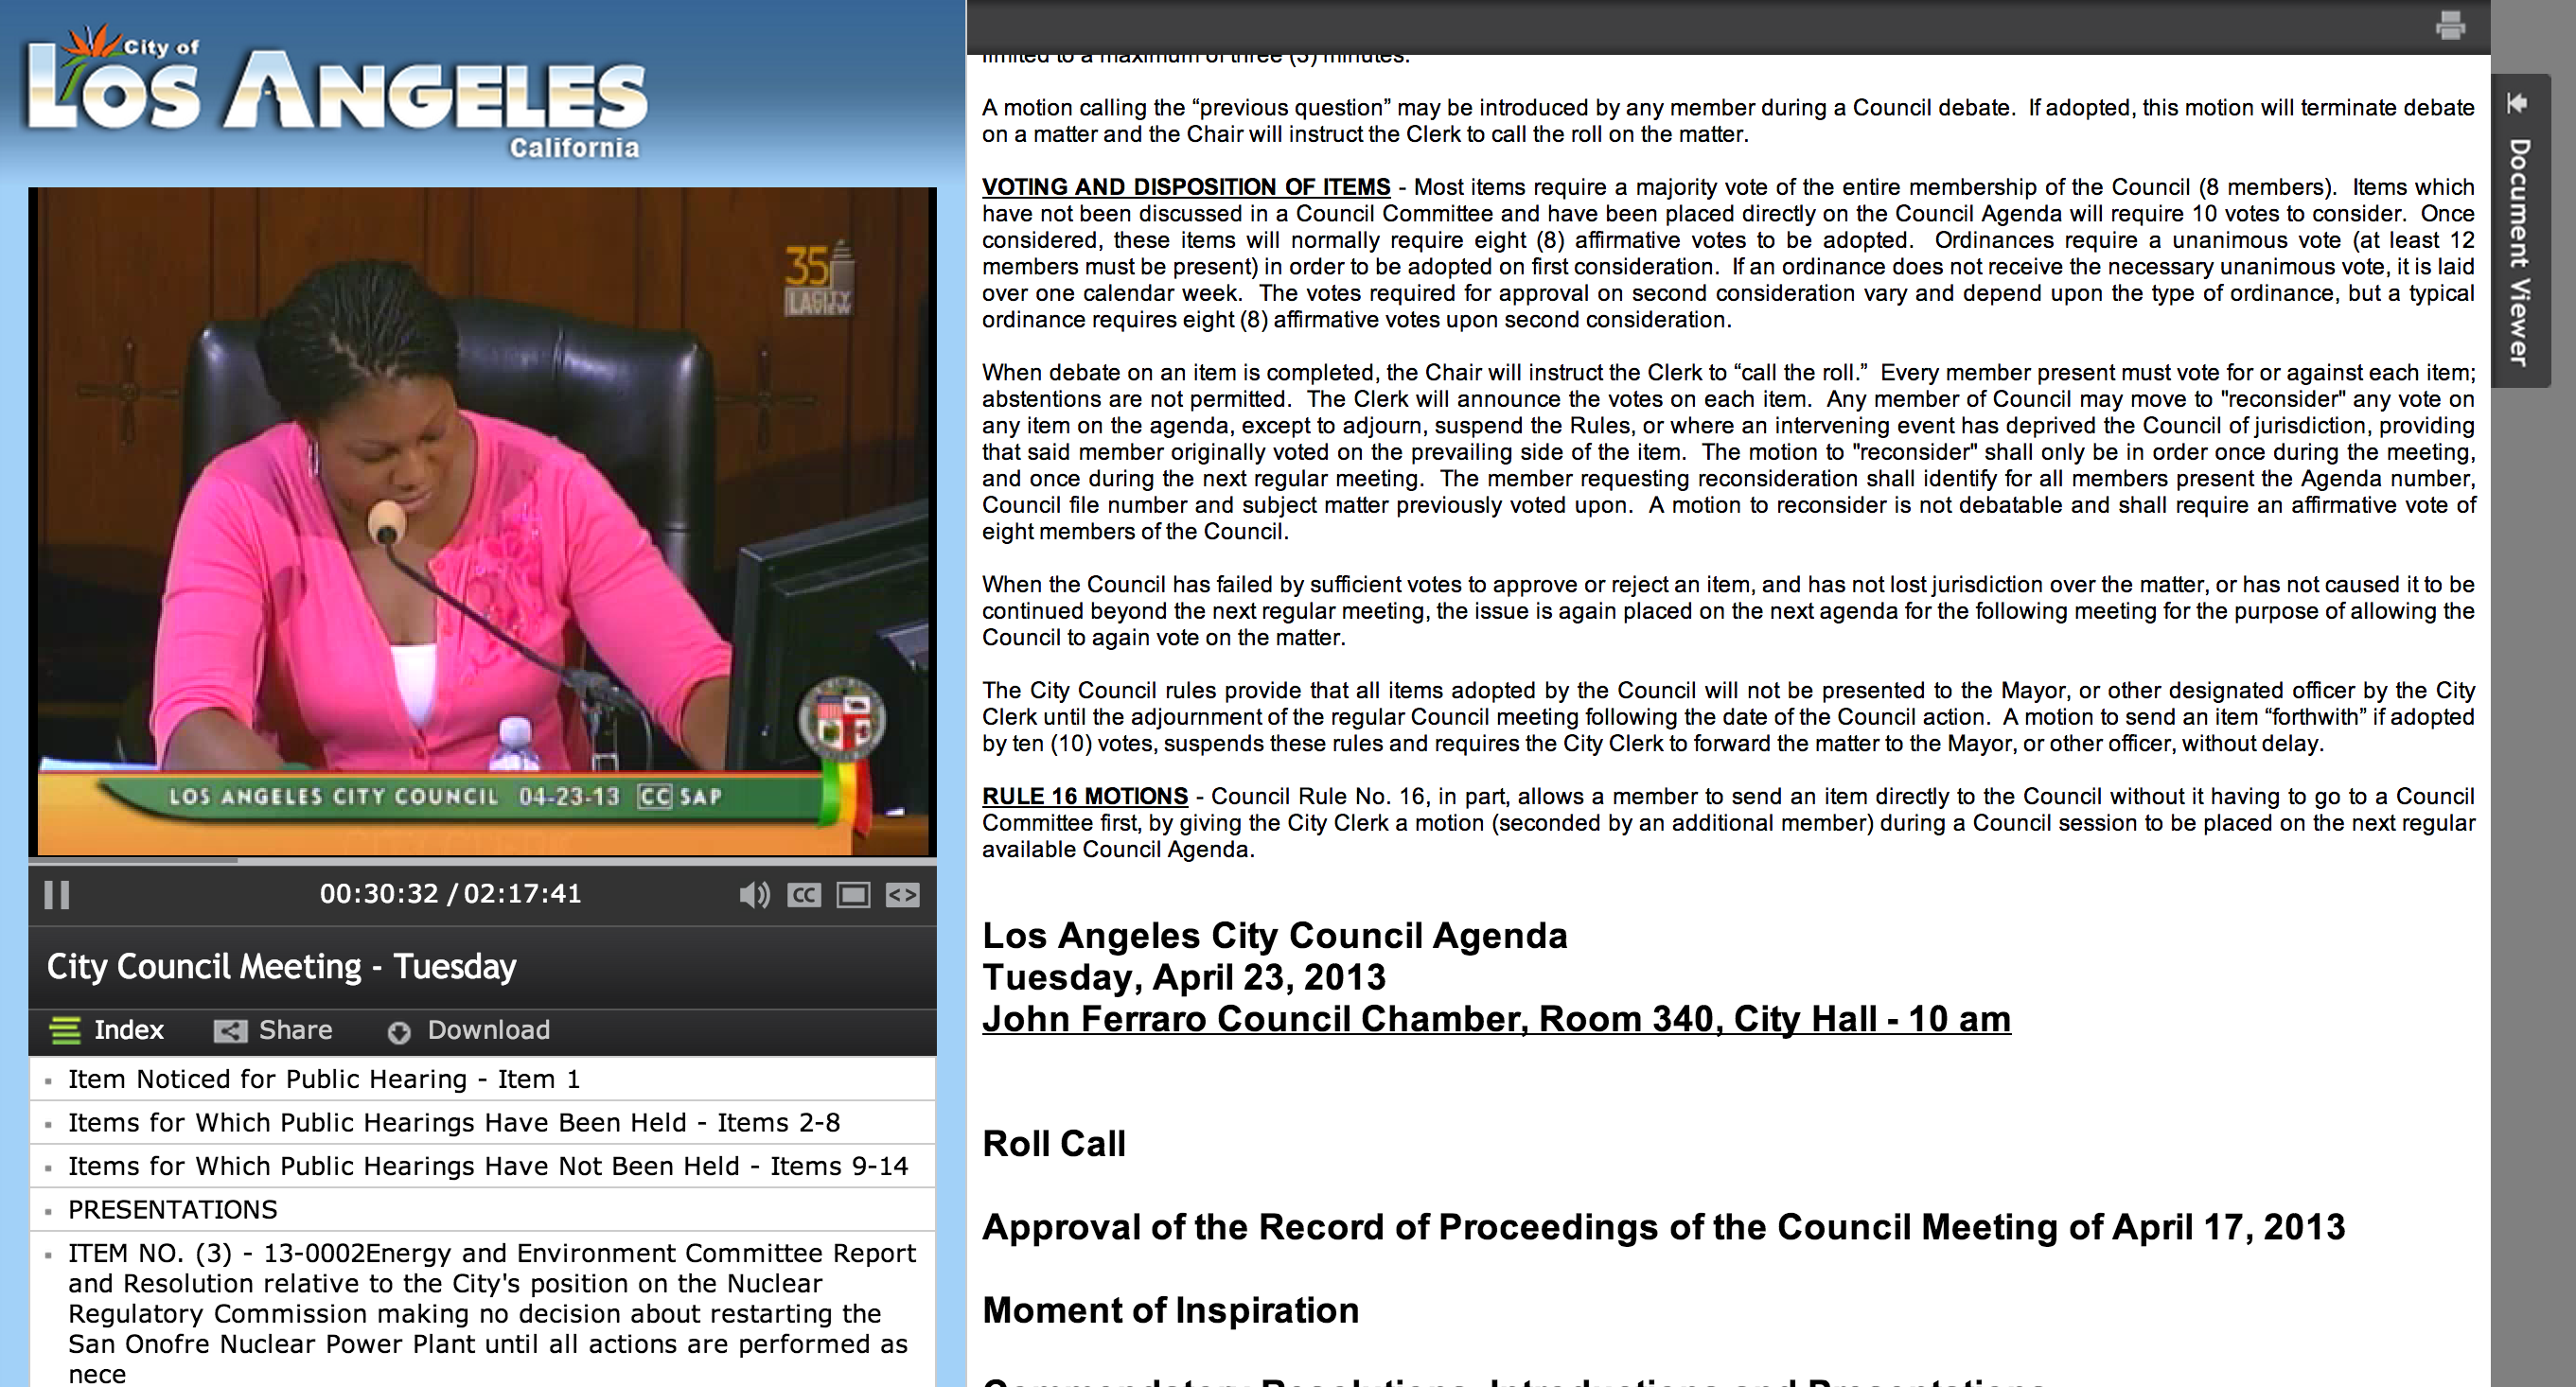 City of
LOS ANGELES
California
35
LACITY
VIEW
LOS ANGELES CITY COUNCIL 04-23-13 CC SAP
00:30:32 / 02:17:41
CC
City Council Meeting - Tuesday
Index Share Download
Item Noticed for Public Hearing - Item 1
Items for Which Public Hearings Have Been Held - Items 2-8
Items for Which Public Hearings Have Not Been Held - Items 9-14
PRESENTATIONS
ITEM NO. (3) - 13-0002Energy and Environment Committee Report
and Resolution relative to the City's position on the Nuclear
Regulatory Commission making no decision about restarting the
San Onofre Nuclear Power Plant until all actions are performed as
nece
limited to a maximum of three (3) minutes.
A motion calling the “previous question” may be introduced by any member during a Council debate. If adopted, this motion will terminate debate
on a matter and the Chair will instruct the Clerk to call the roll on the matter.
VOTING AND DISPOSITION OF ITEMS - Most items require a majority vote of the entire membership of the Council (8 members). Items which
have not been discussed in a Council Committee and have been placed directly on the Council Agenda will require 10 votes to consider. Once
considered, these items will normally require eight (8) affirmative votes to be adopted. Ordinances require a unanimous vote (at least 12
members must be present) in order to be adopted on first consideration. If an ordinance does not receive the necessary unanimous vote, it is laid
over one calendar week. The votes required for approval on second consideration vary and depend upon the type of ordinance, but a typical
ordinance requires eight (8) affirmative votes upon second consideration.
When debate on an item is completed, the Chair will instruct the Clerk to “call the roll.” Every member present must vote for or against each item;
abstentions are not permitted. The Clerk will announce the votes on each item. Any member of Council may move to "reconsider" any vote on
any item on the agenda, except to adjourn, suspend the Rules, or where an intervening event has deprived the Council of jurisdiction, providing
that said member originally voted on the prevailing side of the item. The motion to "reconsider" shall only be in order once during the meeting,
and once during the next regular meeting. The member requesting reconsideration shall identify for all members present the Agenda number,
Council file number and subject matter previously voted upon. A motion to reconsider is not debatable and shall require an affirmative vote of
eight members of the Council.
When the Council has failed by sufficient votes to approve or reject an item, and has not lost jurisdiction over the matter, or has not caused it to be
continued beyond the next regular meeting, the issue is again placed on the next agenda for the following meeting for the purpose of allowing the
Council to again vote on the matter.
The City Council rules provide that all items adopted by the Council will not be presented to the Mayor, or other designated officer by the City
Clerk until the adjournment of the regular Council meeting following the date of the Council action. A motion to send an item “forthwith” if adopted
by ten (10) votes, suspends these rules and requires the City Clerk to forward the matter to the Mayor, or other officer, without delay.
RULE 16 MOTIONS - Council Rule No. 16, in part, allows a member to send an item directly to the Council without it having to go to a Council
Committee first, by giving the City Clerk a motion (seconded by an additional member) during a Council session to be placed on the next regular
available Council Agenda.
Los Angeles City Council Agenda
Tuesday, April 23, 2013
John Ferraro Council Chamber, Room 340, City Hall - 10 am
Roll Call
Approval of the Record of Proceedings of the Council Meeting of April 17, 2013
Moment of Inspiration
Commendatory Resolutions, Introductions and Presentations
Document Viewer